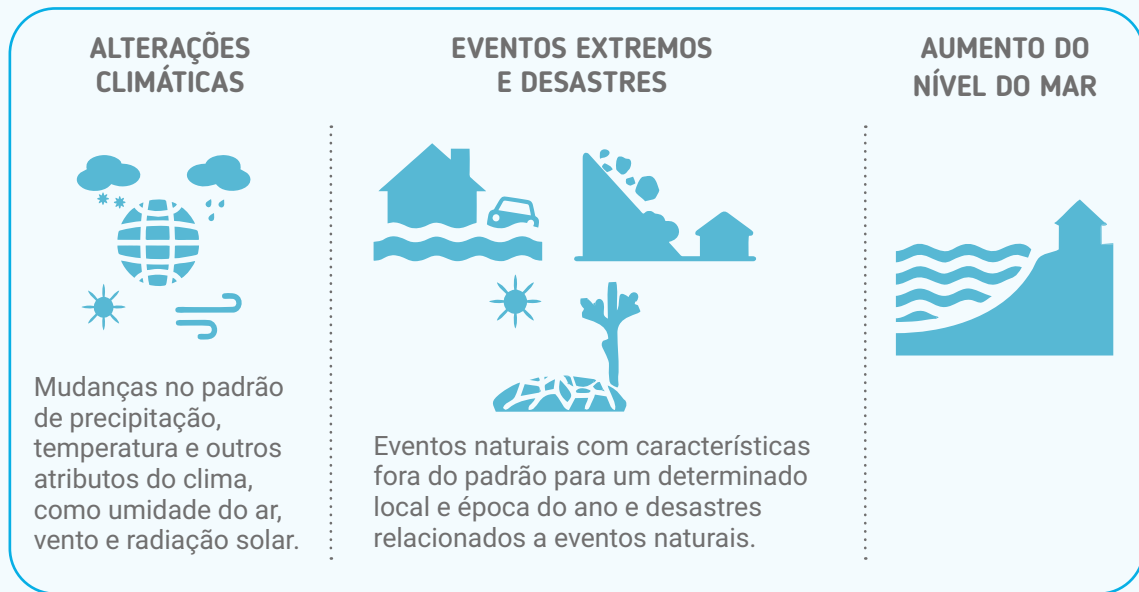 ALTERAÇÕES
CLIMÁTICAS
Mudanças no padrão
de precipitação,
temperatura e outros
atributos do clima,
como umidade do ar,
vento e radiação solar.
EVENTOS EXTREMOS
E DESASTRES
Eventos naturais com características
fora do padrão para um determinado
local e época do ano e desastres
relacionados a eventos naturais.
AUMENTO DO
NÍVEL DO MAR